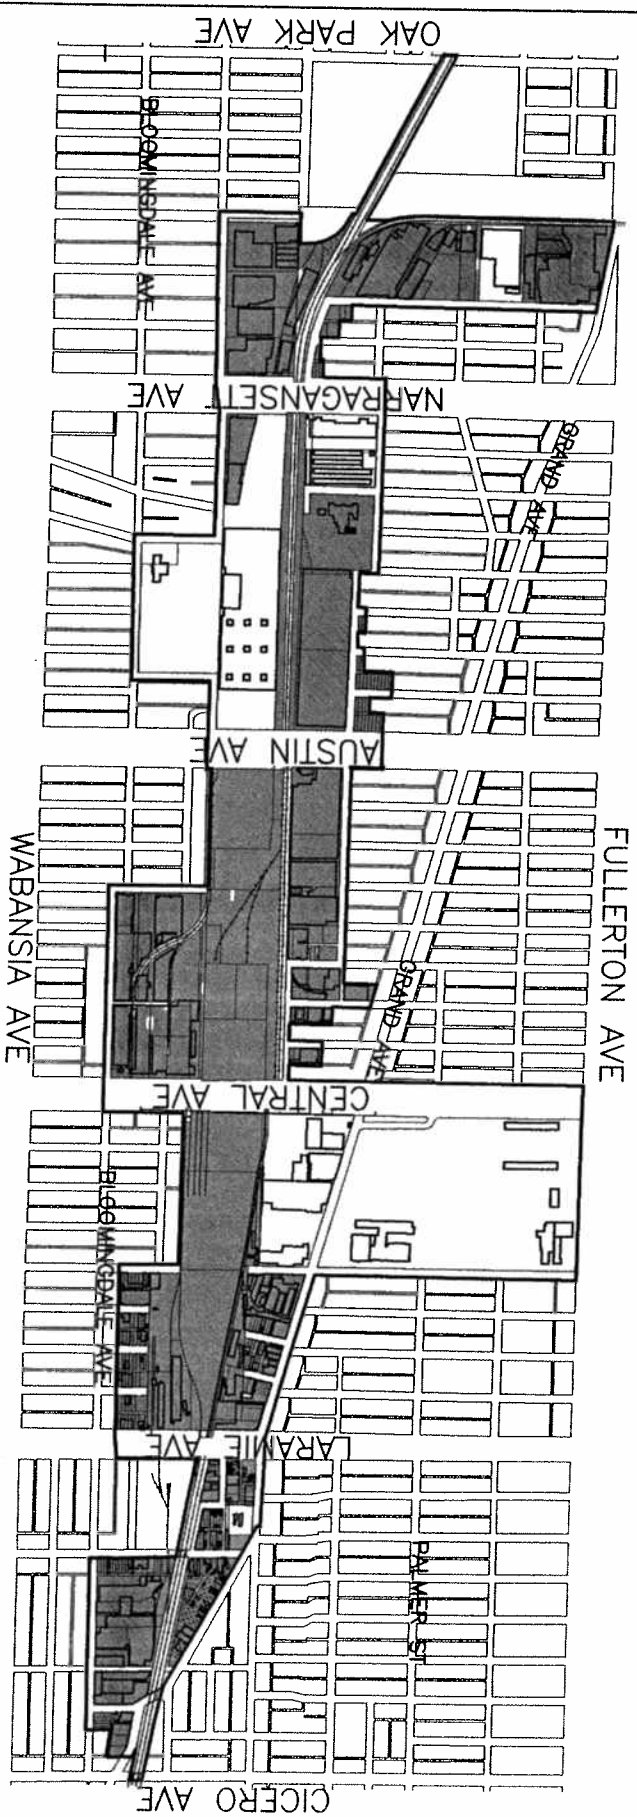 OAK PARK AVE
BLOOMINGDALE AVE
NARRAGANSETT AVE
GRAND AVE
AUSTIN AVE
FULLERTON AVE
WABANSIA AVE
GRAND AVE
CENTRAL AVE
BLOOMINGDALE AVE
LARAMIE AVE
PALMER ST
CICERO AVE